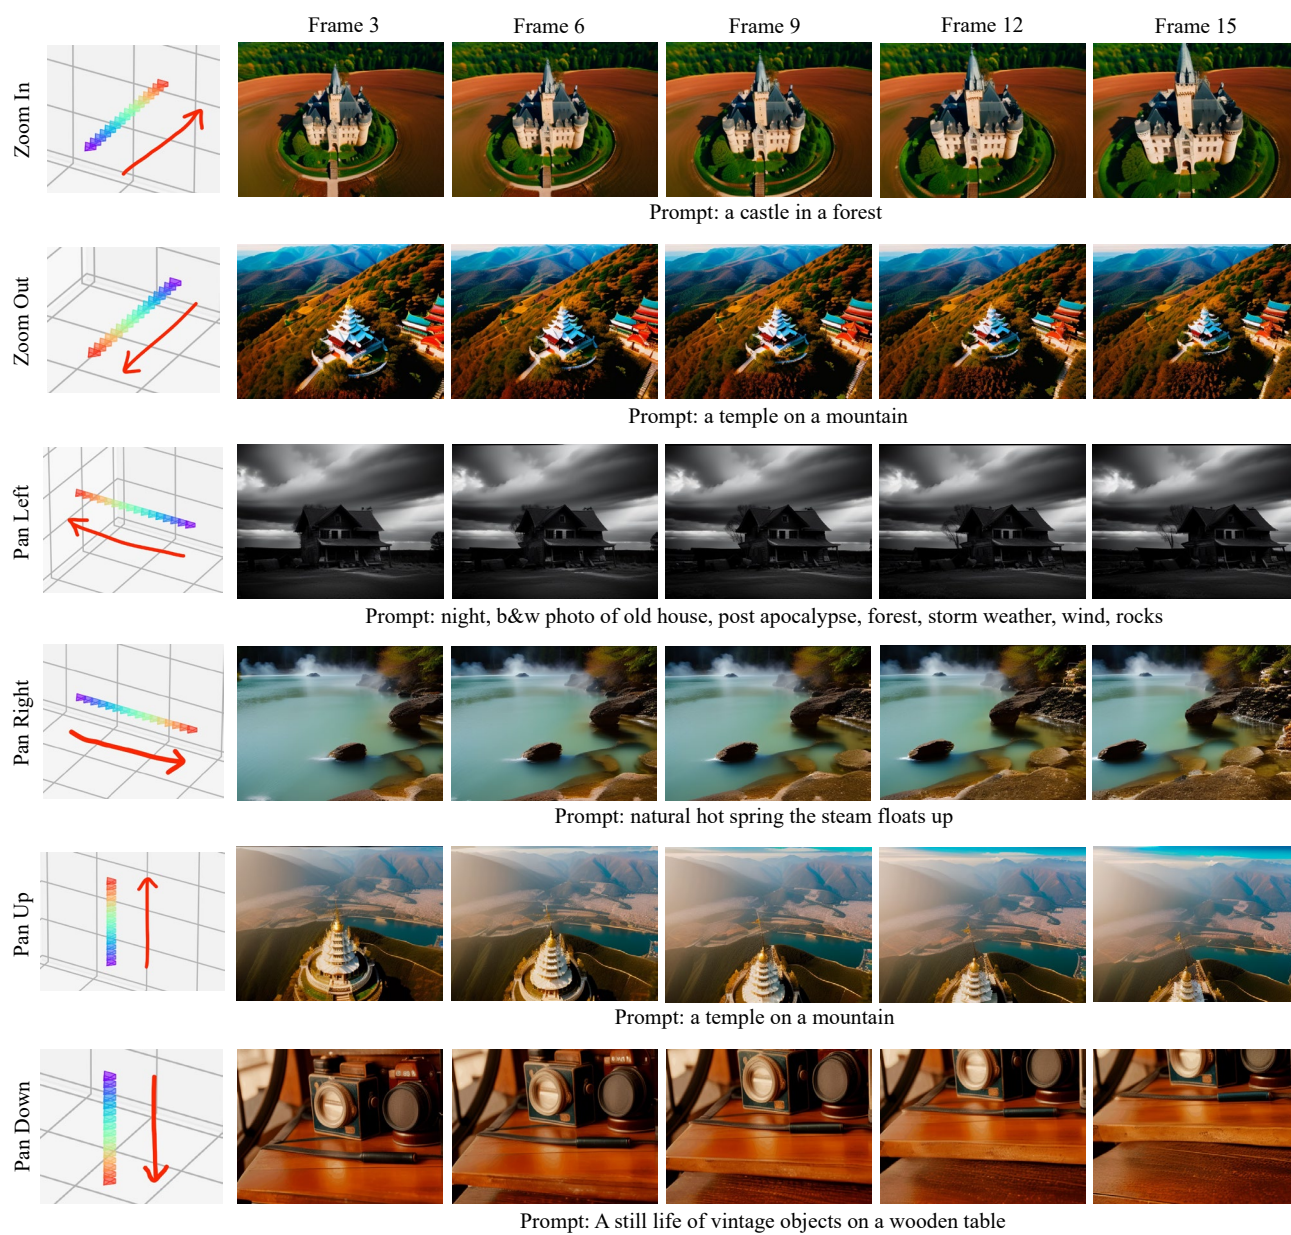 Frame 3 Frame 6 Frame 9 Frame 12 Frame 15
Zoom In
Prompt: a castle in a forest
Zoom Out
Prompt: a temple on a mountain
Pan Left
Prompt: night, b&w photo of old house, post apocalypse, forest, storm weather, wind, rocks
Pan Right
Prompt: natural hot spring the steam floats up
Pan Up
Prompt: a temple on a mountain
Pan Down
Prompt: A still life of vintage objects on a wooden table